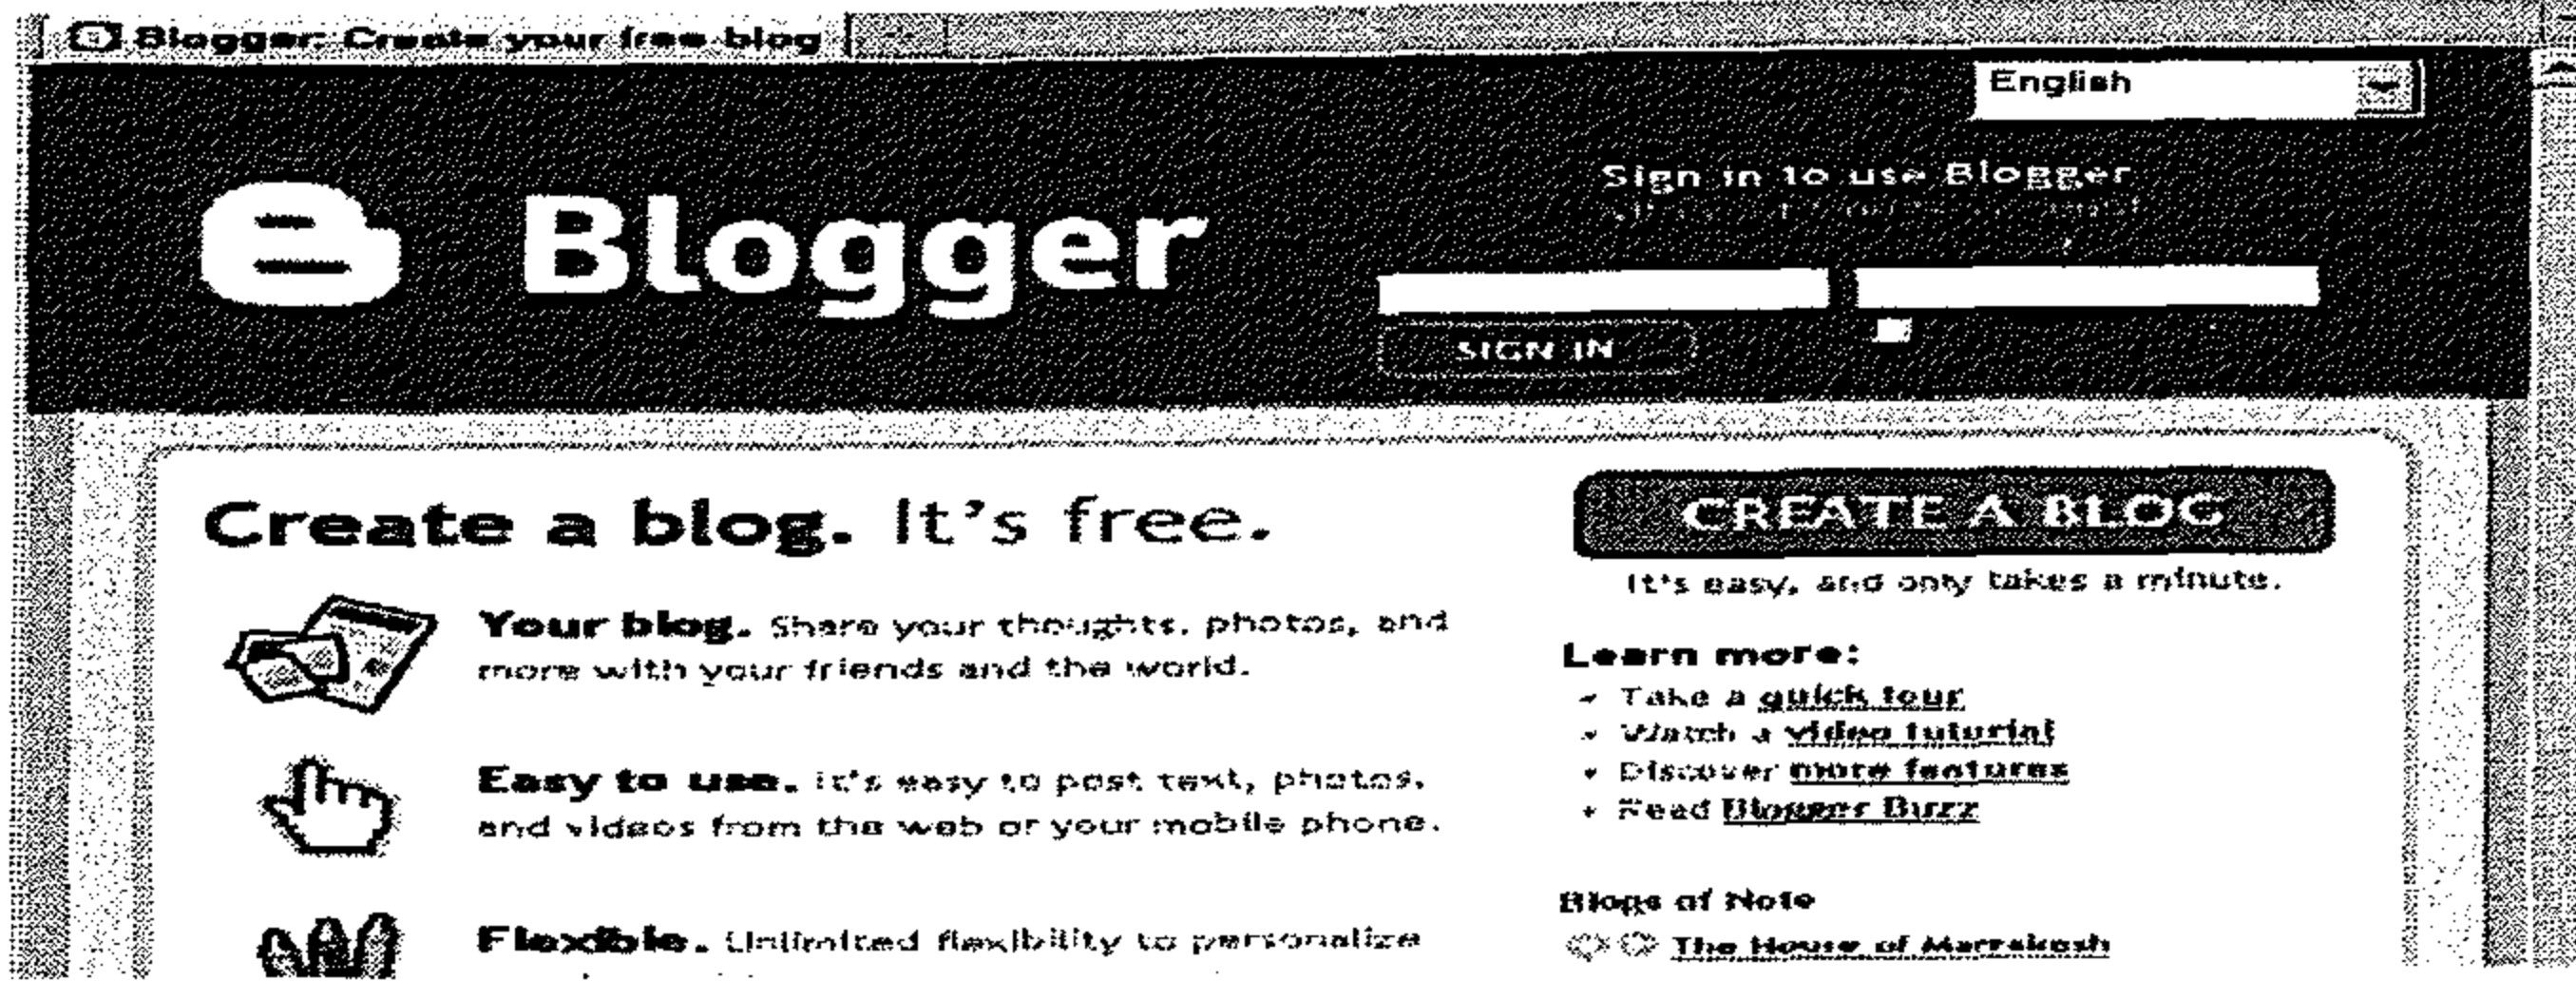 Blogger: Create your free blog
English
Sign in to use Blogger
Blogger
SIGN IN
Create a blog. It's free.
Your blog. Share your thoughts, photos, and
more with your friends and the world.
Easy to use. It's easy to post text, photos,
and videos from the web or your mobile phone.
Flexible. Unlimited flexibility to personalize
CREATE A BLOG
It's easy, and only takes a minute.
Learn more:
Take a quick tour
Watch a video tutorial
Discover more features
Read Blogger Buzz
Blogs of Note
The House of Marrakesh